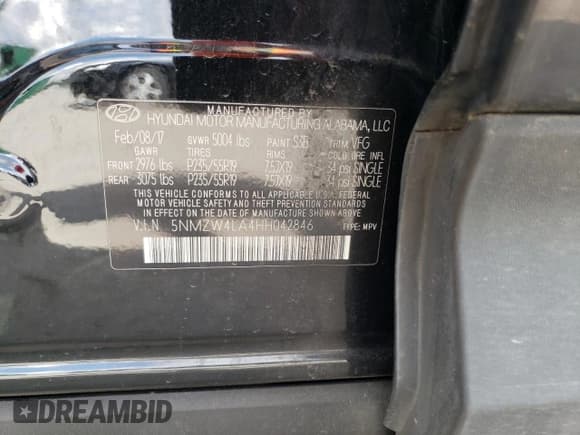 MANUFACTURED BY
HYUNDAI MOTOR MANUFACTURING ALABAMA, LLC
Feb/08/17 GVWR 5004 lbs PAINT TRIM VFG
GAWR TIRES RIMS COLD TIRE INFL
FRONT 2976 lbs P235/55R19 7.5JX19 34 psi SINGLE
REAR 3075 lbs P235/55R19 7.5JX19 34 psi SINGLE
THIS VEHICLE CONFORMS TO ALL APPLICABLE U.S.A. FEDERAL
MOTOR VEHICLE SAFETY AND THEFT PREVENTION STANDARDS
IN EFFECT ON THE DATE OF MANUFACTURE SHOWN ABOVE.
V.I.N. 5NMZW4LA4HH042846 TYPE: MPV
DREAMBID